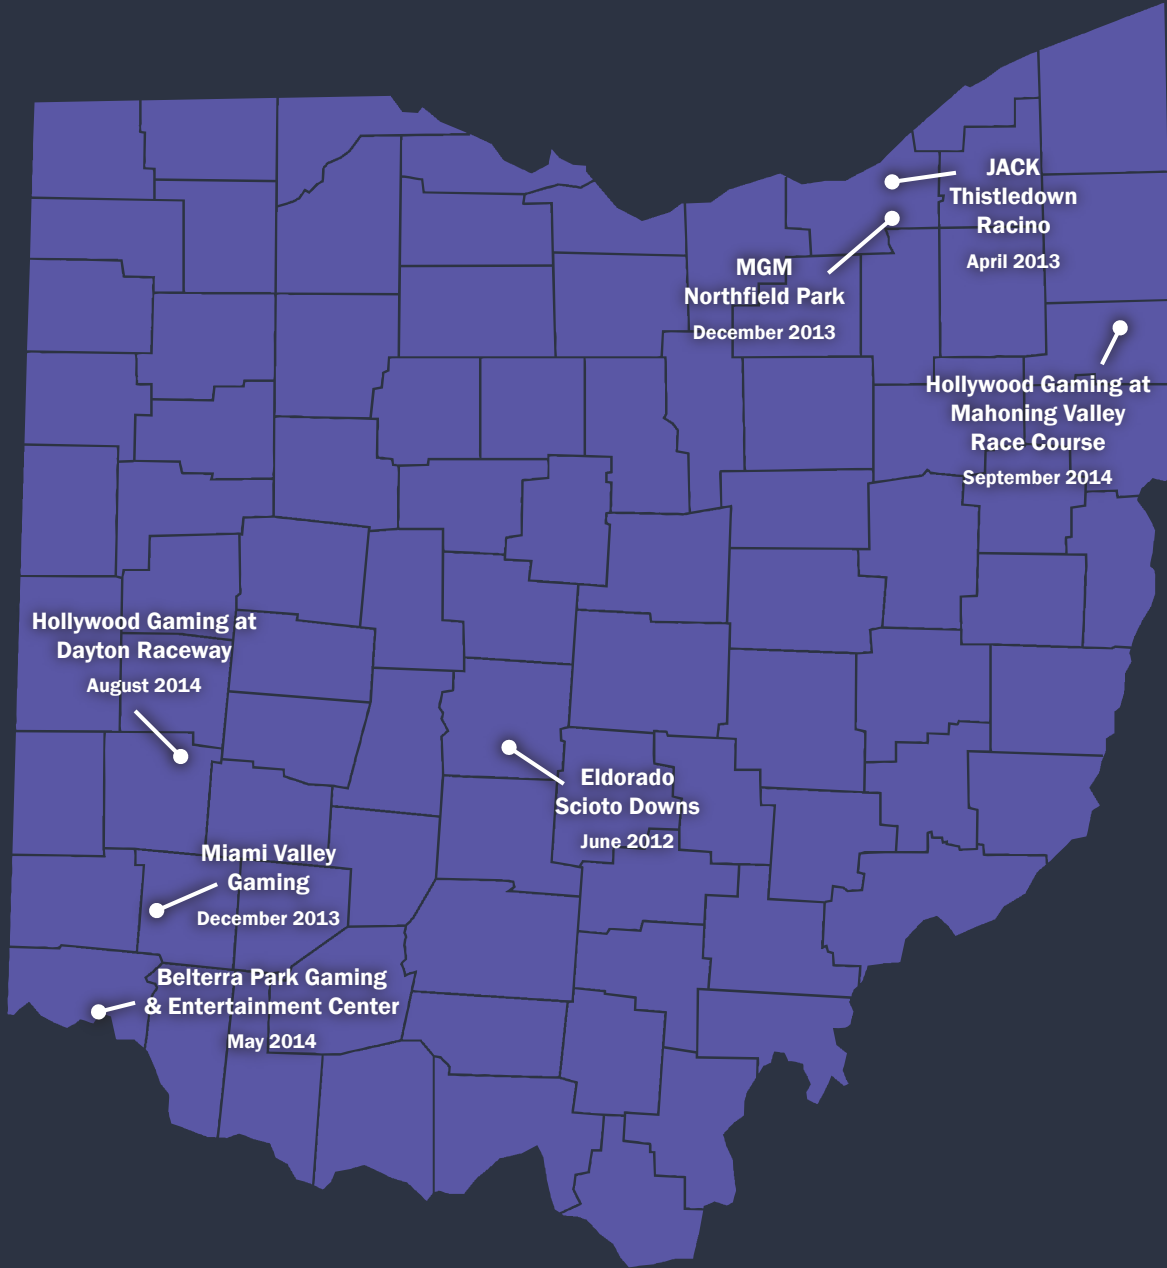 JACK
Thistledown
Racino
April 2013
MGM
Northfield Park
December 2013
Hollywood Gaming at
Mahoning Valley
Race Course
September 2014
Hollywood Gaming at
Dayton Raceway
August 2014
Eldorado
Scioto Downs
June 2012
Miami Valley
Gaming
December 2013
Belterra Park Gaming
& Entertainment Center
May 2014